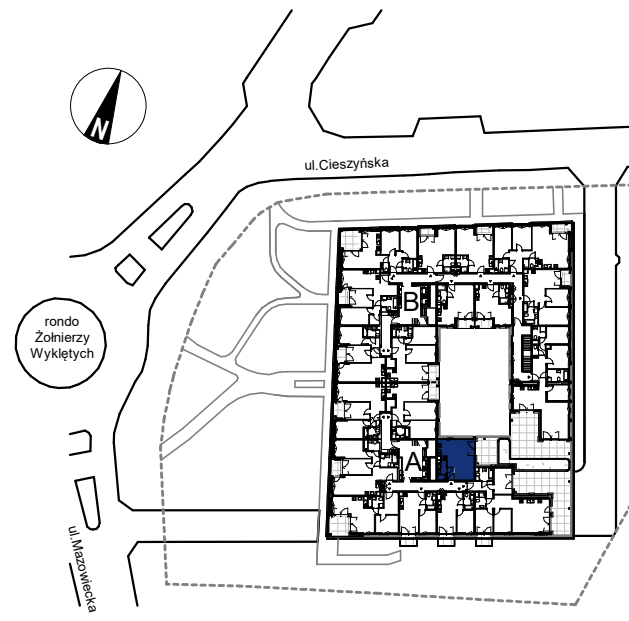 N
ul.Cieszyńska
B
rondo
Żołnierzy
Wyklętych
A
ul.Mazowiecka